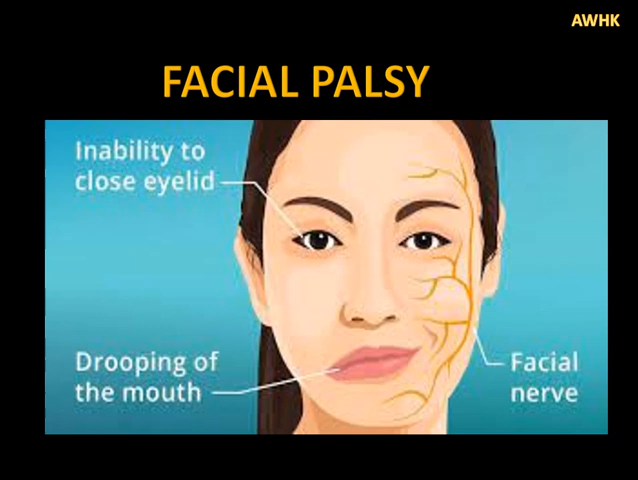 AWHK
FACIAL PALSY
Inability to
close eyelid
Drooping of
the mouth
Facial
nerve